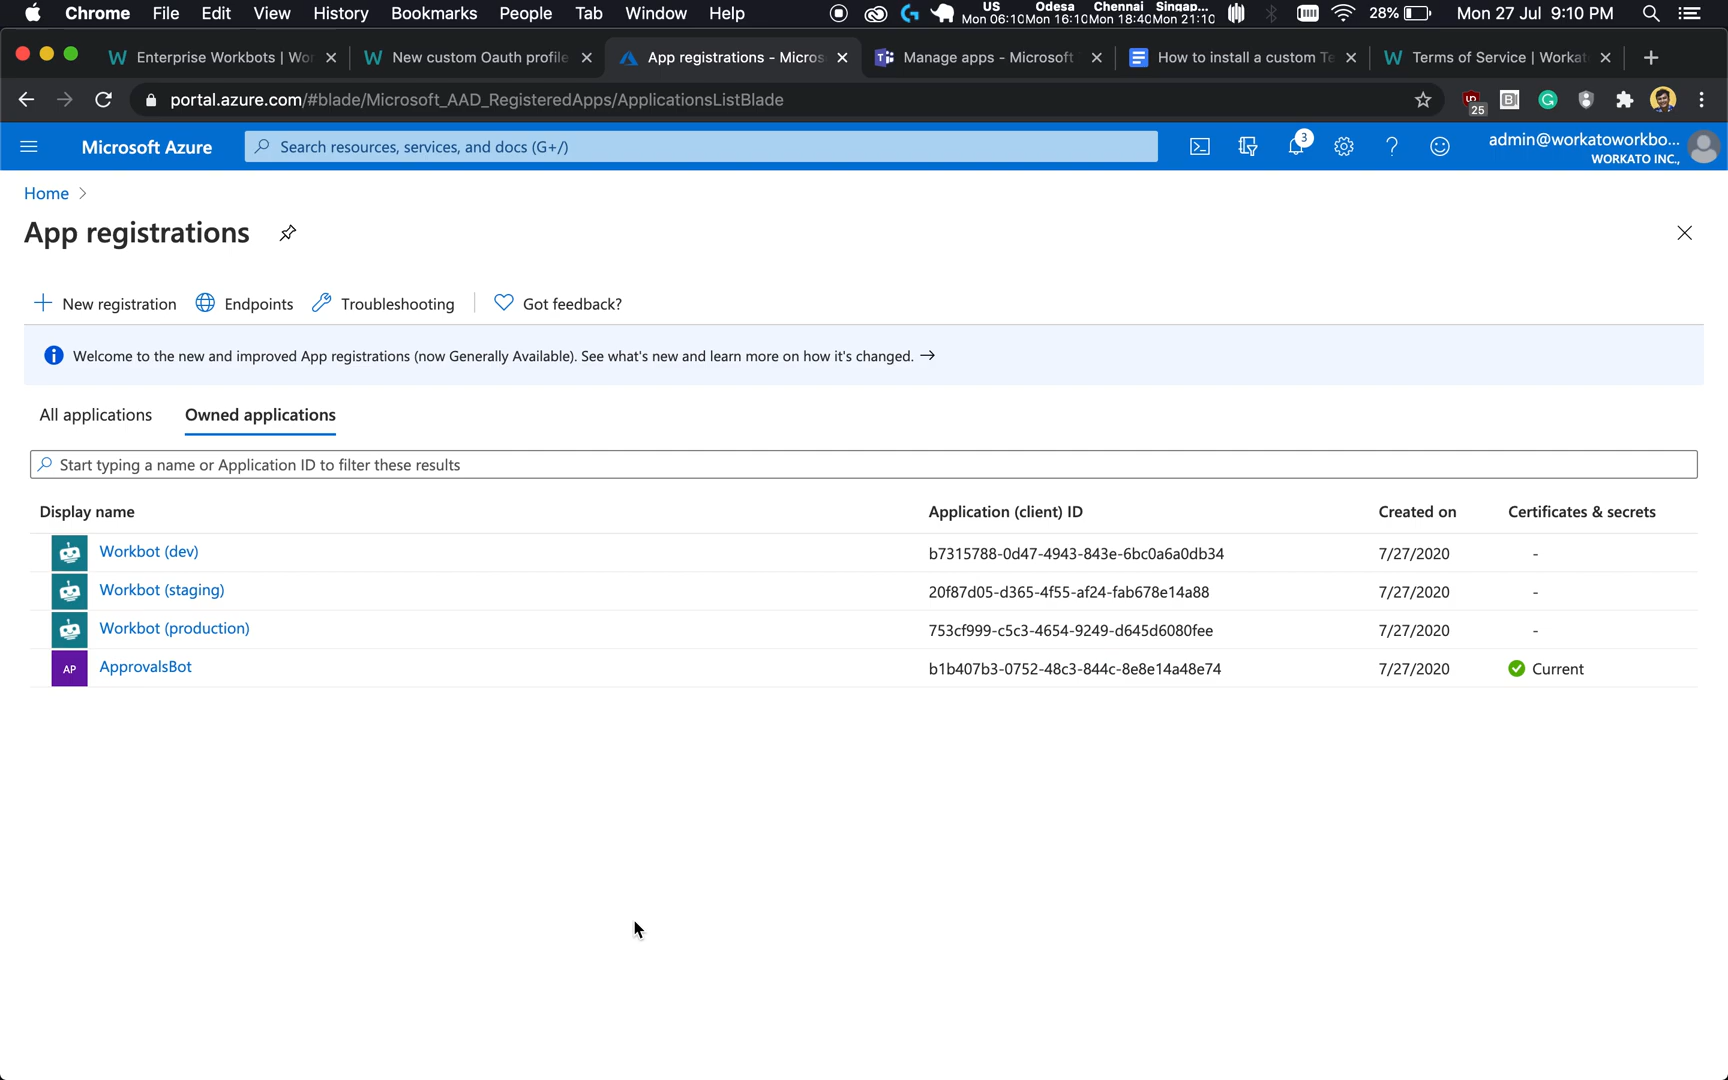 Chrome File Edit View History Bookmarks People Tab Window Help
US Odesa Chennai Singap...
Mon 06:10 Mon 16:10 Mon 18:40 Mon 21:10
28% Mon 27 Jul 9:10 PM
Enterprise Workbots | Wor
New custom Oauth profile
App registrations - Micros
Manage apps - Microsoft
How to install a custom Te
Terms of Service | Workat
portal.azure.com/#blade/Microsoft_AAD_RegisteredApps/ApplicationsListBlade
25
Microsoft Azure
Search resources, services, and docs (G+/)
3
admin@workatoworkbo...
WORKATO INC.,
Home >
App registrations
New registration Endpoints Troubleshooting Got feedback?
Welcome to the new and improved App registrations (now Generally Available). See what's new and learn more on how it's changed. →
All applications Owned applications
Start typing a name or Application ID to filter these results
Display name Application (client) ID Created on Certificates & secrets
Workbot (dev) b7315788-0d47-4943-843e-6bc0a6a0db34 7/27/2020 -
Workbot (staging) 20f87d05-d365-4f55-af24-fab678e14a88 7/27/2020 -
Workbot (production) 753cf999-c5c3-4654-9249-d645d6080fee 7/27/2020 -
AP ApprovalsBot b1b407b3-0752-48c3-844c-8e8e14a48e74 7/27/2020 Current